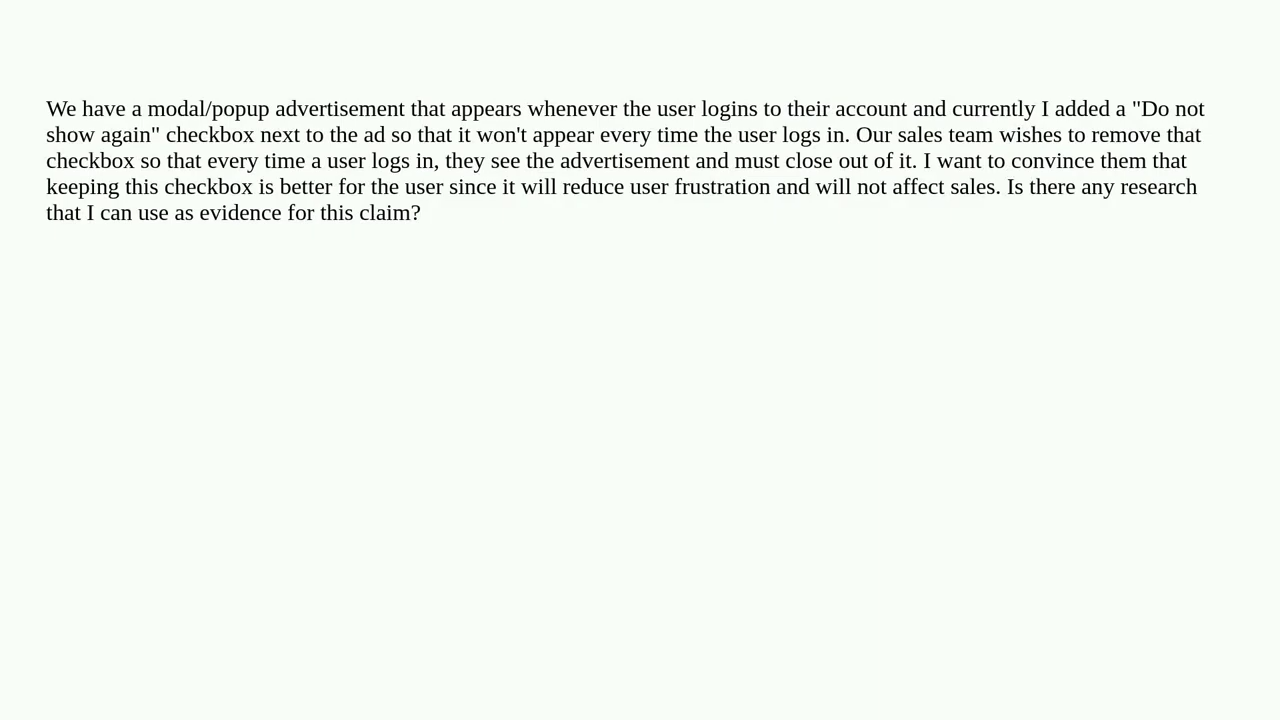 We have a modal/popup advertisement that appears whenever the user logins to their account and currently I added a "Do not
show again" checkbox next to the ad so that it won't appear every time the user logs in. Our sales team wishes to remove that
checkbox so that every time a user logs in, they see the advertisement and must close out of it. I want to convince them that
keeping this checkbox is better for the user since it will reduce user frustration and will not affect sales. Is there any research
that I can use as evidence for this claim?